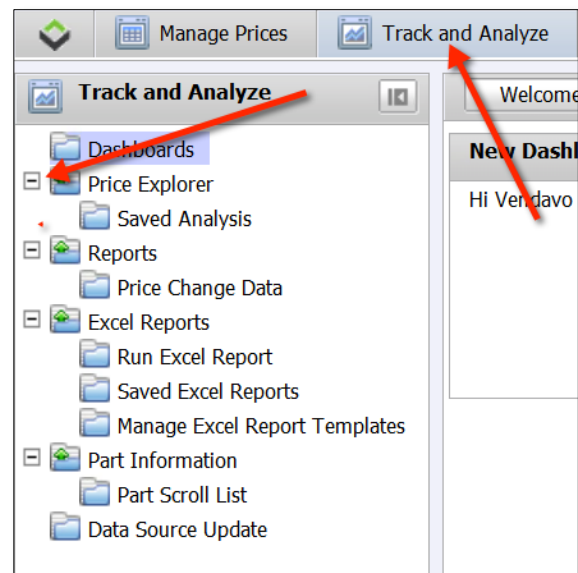 Manage Prices
Track and Analyze
Track and Analyze
Welcome
Dashboards
New Dashb
Price Explorer
Hi Vendavo
Saved Analysis
Reports
Price Change Data
Excel Reports
Run Excel Report
Saved Excel Reports
Manage Excel Report Templates
Part Information
Part Scroll List
Data Source Update